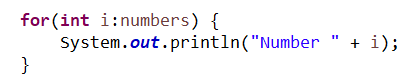 for(int i:numbers) {
    System.out.println("Number " + i);
}